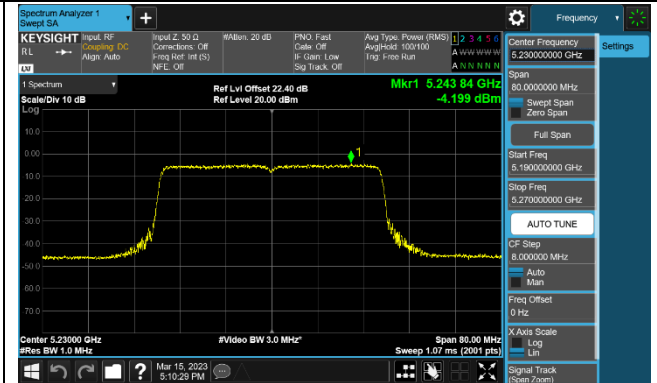 Spectrum Analyzer 1
Swept SA
Frequency
KEYSIGHT
RL
LXI
Input: RF
Coupling: DC
Align: Auto
Input Z: 50 Ω
Corrections: Off
Freq Ref: Int (S)
NFE: Off
#Atten: 20 dB
PNO: Fast
Gate: Off
IF Gain: Low
Sig Track: Off
Avg Type: Power (RMS)
Avg|Hold: 100/100
Trig: Free Run
1 2 3 4 5 6
A W W W W W
A N N N N N
Settings
1 Spectrum
Scale/Div 10 dB
Log
Ref Lvl Offset 22.40 dB
Ref Level 20.00 dBm
Mkr1 5.243 84 GHz
-4.199 dBm
10.0
0.00
10.0
20.0
30.0
40.0
50.0
60.0
70.0
1
Center 5.23000 GHz
#Res BW 1.0 MHz
#Video BW 3.0 MHz*
Span 80.00 MHz
Sweep 1.07 ms (2001 pts)
Center Frequency
5.230000000 GHz
Span
80.0000000 MHz
Swept Span
Zero Span
Full Span
Start Freq
5.190000000 GHz
Stop Freq
5.270000000 GHz
AUTO TUNE
CF Step
8.000000 MHz
Auto
Man
Freq Offset
0 Hz
X Axis Scale
Log
Lin
Signal Track
(Span Zoom)
?
Mar 15, 2023
5:10:29 PM